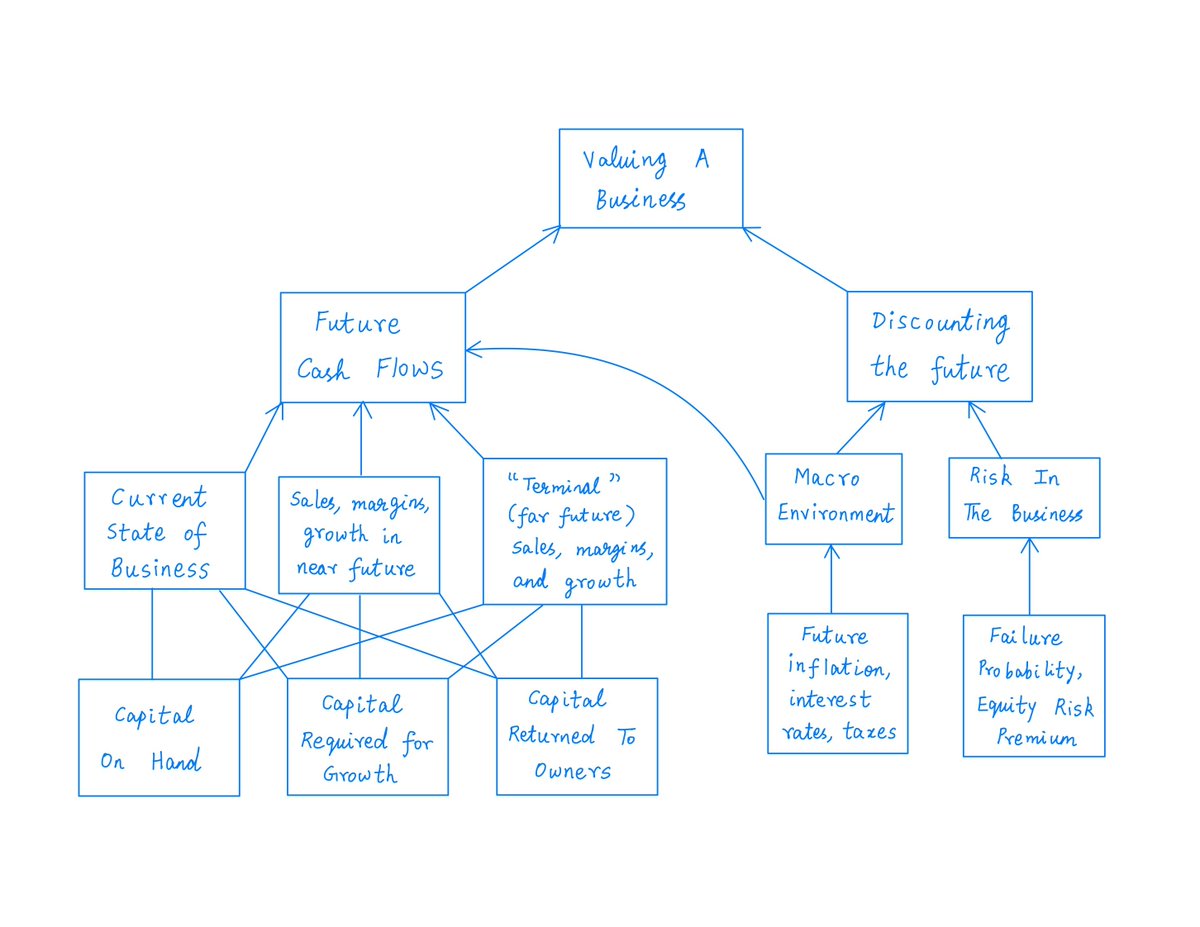 Valuing A
Business
Future
Cash Flows
Discounting
the future
Current
State of
Business
Sales, margins,
growth in
near future
“Terminal”
(far future)
sales, margins,
and growth
Macro
Environment
Risk In
The Business
Capital
On Hand
Capital
Required for
Growth
Capital
Returned To
Owners
Future
inflation,
interest
rates, taxes
Failure
Probability,
Equity Risk
Premium